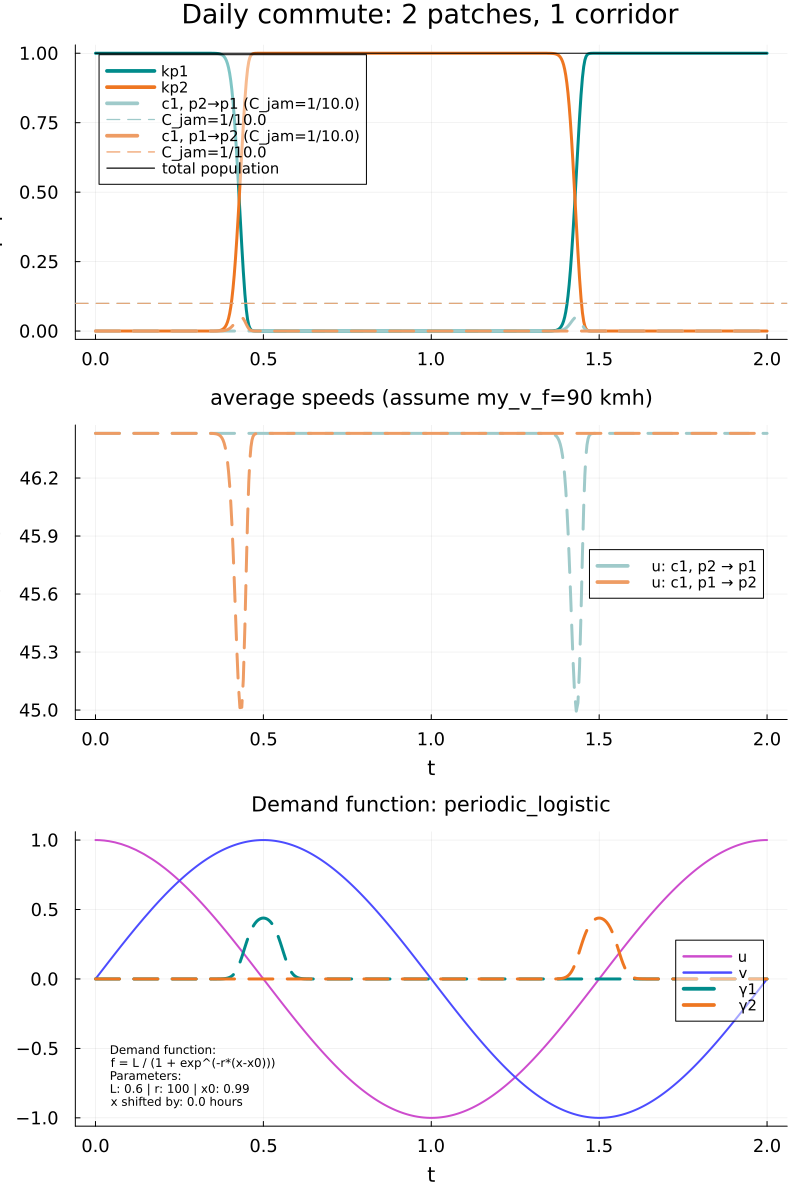 Daily commute: 2 patches, 1 corridor
1.00
0.75
0.50
0.25
0.00
kp1
kp2
c1, p2→p1 (C_jam=1/10.0)
C_jam=1/10.0
c1, p1→p2 (C_jam=1/10.0)
C_jam=1/10.0
total population
0.0 0.5 1.0 1.5 2.0
average speeds (assume my_v_f=90 kmh)
46.2
45.9
45.6
45.3
45.0
u: c1, p2 → p1
u: c1, p1 → p2
0.0 0.5 1.0 1.5 2.0
t
Demand function: periodic_logistic
1.0
0.5
0.0
−0.5
−1.0
u
v
γ1
γ2
Demand function:
f = L / (1 + exp^(-r*(x-x0)))
Parameters:
L: 0.6 | r: 100 | x0: 0.99
x shifted by: 0.0 hours
0.0 0.5 1.0 1.5 2.0
t